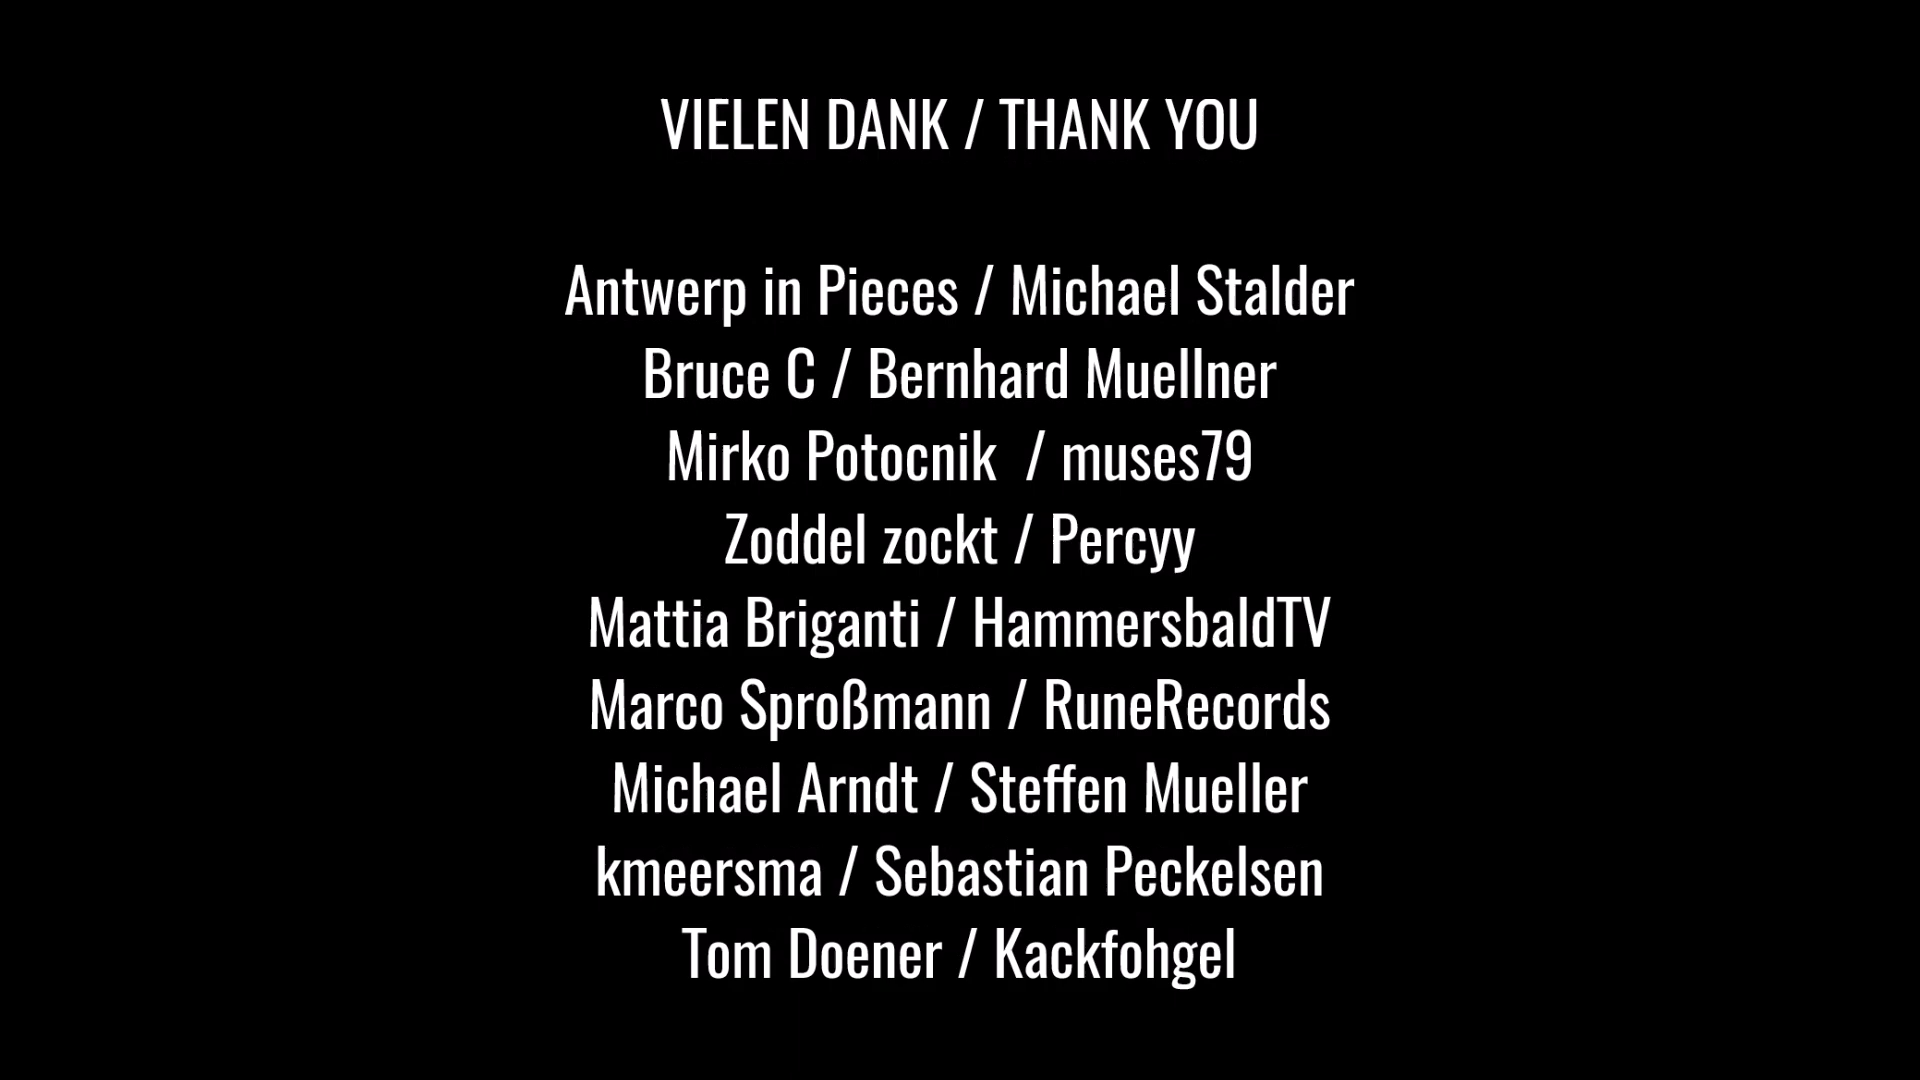 VIELEN DANK / THANK YOU
Antwerp in Pieces / Michael Stalder
Bruce C / Bernhard Muellner
Mirko Potocnik  / muses79
Zoddel zockt / Percyy
Mattia Briganti / HammersbaldTV
Marco Sproßmann / RuneRecords
Michael Arndt / Steffen Mueller
kmeersma / Sebastian Peckelsen
Tom Doener / Kackfohgel